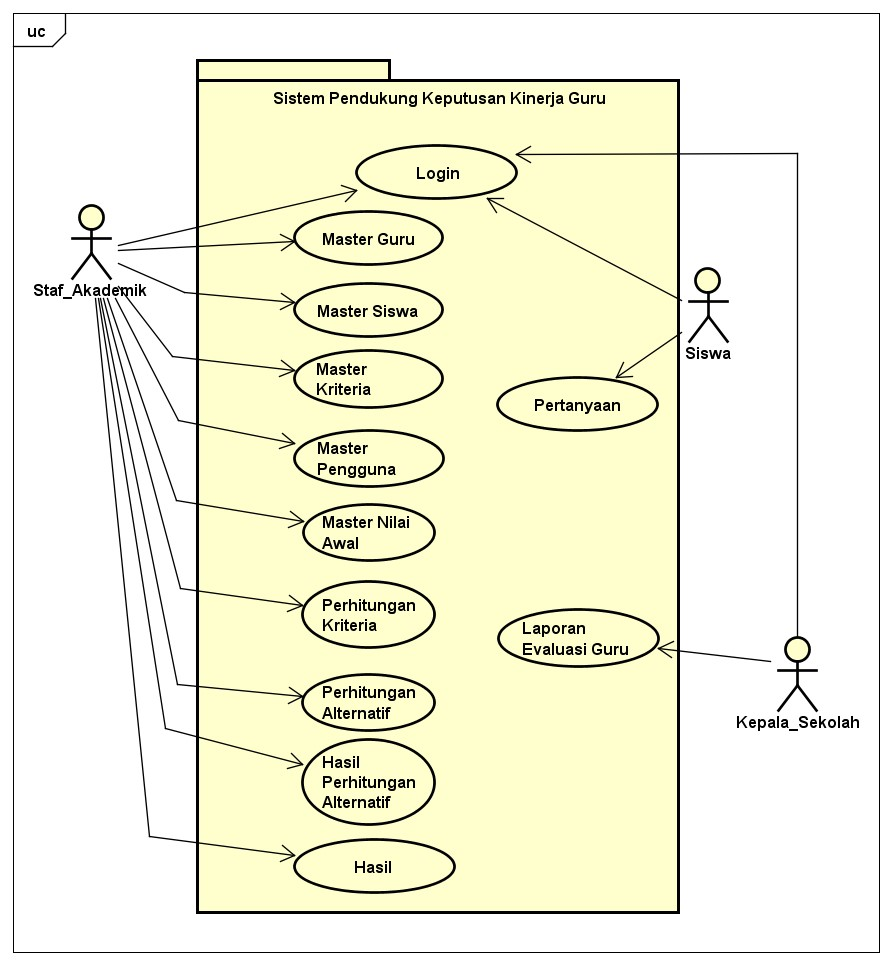 uc
Sistem Pendukung Keputusan Kinerja Guru
Login
Master Guru
Staf_Akademik
Master Siswa
Siswa
Master
Kriteria
Pertanyaan
Master
Pengguna
Master Nilai
Awal
Perhitungan
Kriteria
Laporan
Evaluasi Guru
Perhitungan
Alternatif
Kepala_Sekolah
Hasil
Perhitungan
Alternatif
Hasil